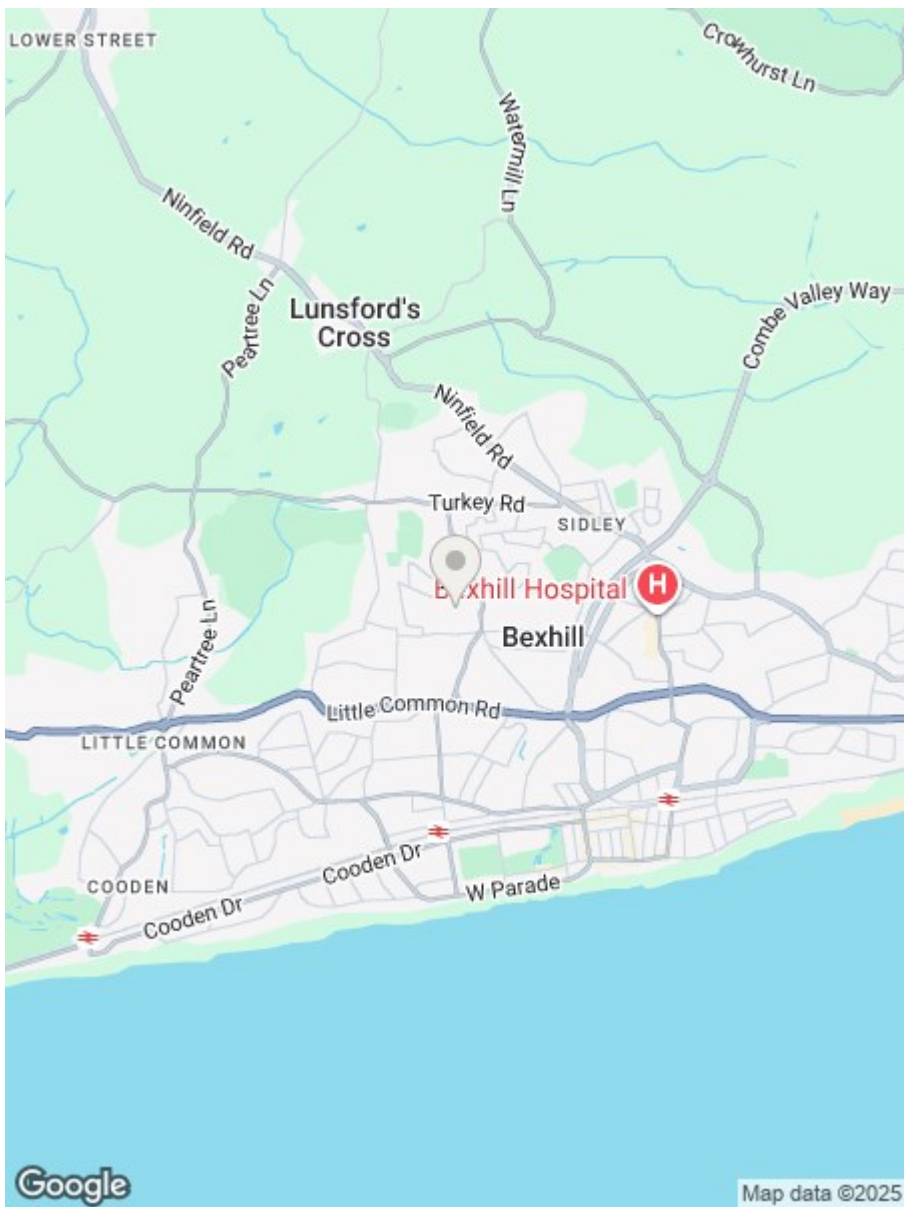 LOWER STREET
Crowhurst Ln
Watermill Ln
Ninfield Rd
Combe Valley Way
Peartree Ln
Lunsford's
Cross
Ninfield Rd
Turkey Rd
SIDLEY
Bexhill Hospital
H
Bexhill
Peartree Ln
Little Common Rd
LITTLE COMMON
Cooden Dr
W Parade
COODEN
Cooden Dr
Google
Map data ©2025